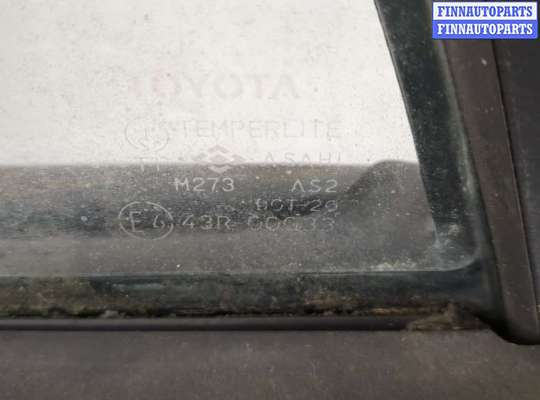 FINNAUTOPARTS
FINNAUTOPARTS
TOYOTA
TEMPERLITE
ASAHI
M273 AS2
DOT-20
43R-00033